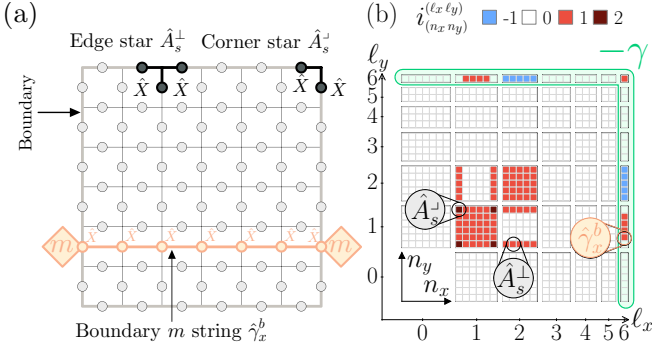 (a)
Edge star Â_s^⊥ Corner star Â_s^┘
X̂ X̂ X̂ X̂
Boundary
X̂ X̂ X̂ X̂ X̂ X̂ X̂
m m
Boundary m string γ̂_x^b
(b)
i_(n_x n_y)^(ℓ_x ℓ_y) -1 0 1 2
ℓ_y −γ
6
5
4
3
2
1
0
Â_s^┘
Â_s^⊥
γ̂_x^b
n_y
n_x
0 1 2 3 4 5 6 ℓ_x